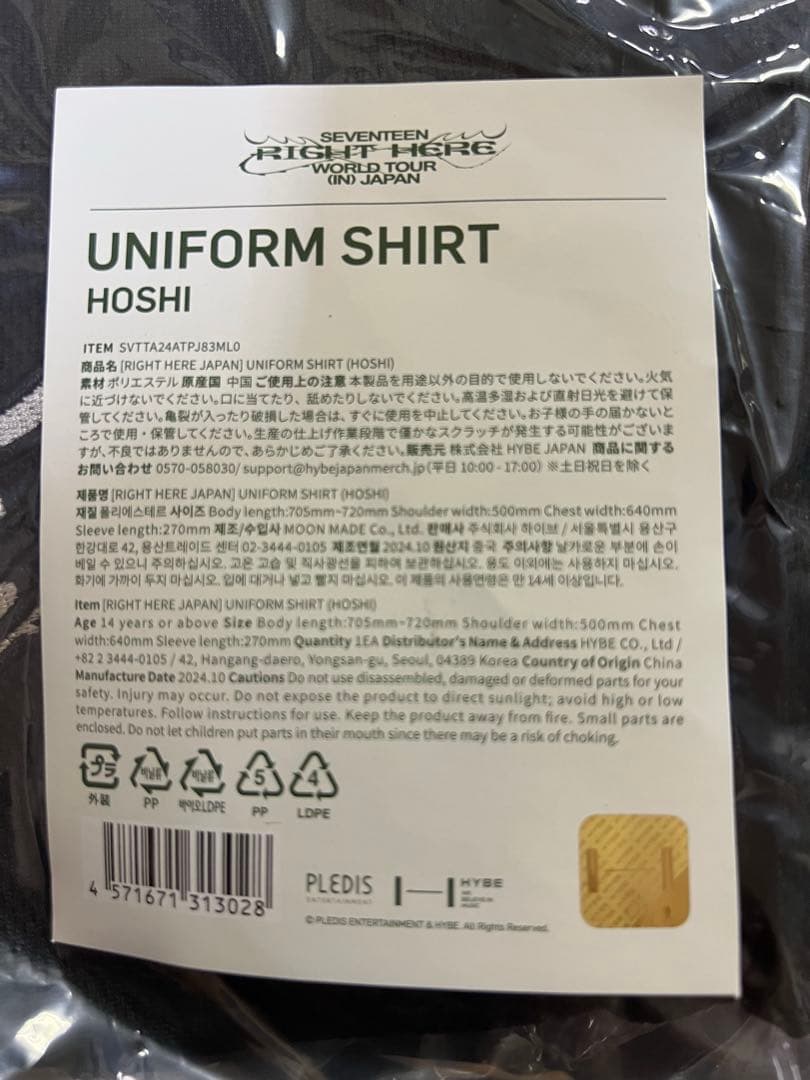 SEVENTEEN
RIGHT HERE
WORLD TOUR
(IN) JAPAN
UNIFORM SHIRT
HOSHI
ITEM SVTTA24ATPJ83ML0
商品名 [RIGHT HERE JAPAN] UNIFORM SHIRT (HOSHI)
素材 ポリエステル 原産国 中国 ご使用上の注意 本製品を用途以外の目的で使用しないでください。火気
に近づけないでください。口に当てたり、舐めたりしないでください。高温多湿および直射日光を避けて保
管してください。亀裂が入ったり破損した場合は、すぐに使用を中止してください。お子様の手の届かないと
ころで使用・保管してください。生産の仕上げ作業段階で僅かなスクラッチが発生する可能性がございま
すが、不良ではありませんので、あらかじめご了承ください。販売元 株式会社 HYBE JAPAN 商品に関する
お問い合わせ 0570-058030/ support@hybejapanmerch.jp (平日 10:00 - 17:00) ※土日祝日を除く
제품명 [RIGHT HERE JAPAN] UNIFORM SHIRT (HOSHI)
재질 폴리에스테르 사이즈 Body length:705mm~720mm Shoulder width:500mm Chest width:640mm
Sleeve length:270mm 제조/수입사 MOON MADE Co., Ltd. 판매사 주식회사 하이브 / 서울특별시 용산구
한강대로 42, 용산트레이드 센터 02-3444-0105 제조연월 2024.10 원산지 중국 주의사항 날카로운 부분에 손이
베일 수 있으니 주의하십시오. 고온 고습 및 직사광선을 피하여 보관하십시오. 용도 이외에는 사용하지 마십시오.
화기에 가까이 두지 마십시오. 입에 대거나 넣고 빨지 마십시오. 이 제품의 사용연령은 만 14세 이상입니다.
Item [RIGHT HERE JAPAN] UNIFORM SHIRT (HOSHI)
Age 14 years or above Size Body length:705mm~720mm Shoulder width:500mm Chest
width:640mm Sleeve length:270mm Quantity 1EA Distributor's Name & Address HYBE CO., Ltd /
+82 2 3444-0105 / 42, Hangang-daero, Yongsan-gu, Seoul, 04389 Korea Country of Origin China
Manufacture Date 2024.10 Cautions Do not use disassembled, damaged or deformed parts for your
safety. Injury may occur. Do not expose the product to direct sunlight; avoid high or low
temperatures. Follow instructions for use. Keep the product away from fire. Small parts are
enclosed. Do not let children put parts in their mouth since there may be a risk of choking.
プラ 비닐류 비닐류 5 4
外装 PP 바이오LDPE PP LDPE
4 571671 313028
PLEDIS
ENTERTAINMENT
HYBE
WE
BELIEVE IN
MUSIC
© PLEDIS ENTERTAINMENT & HYBE. All Rights Reserved.